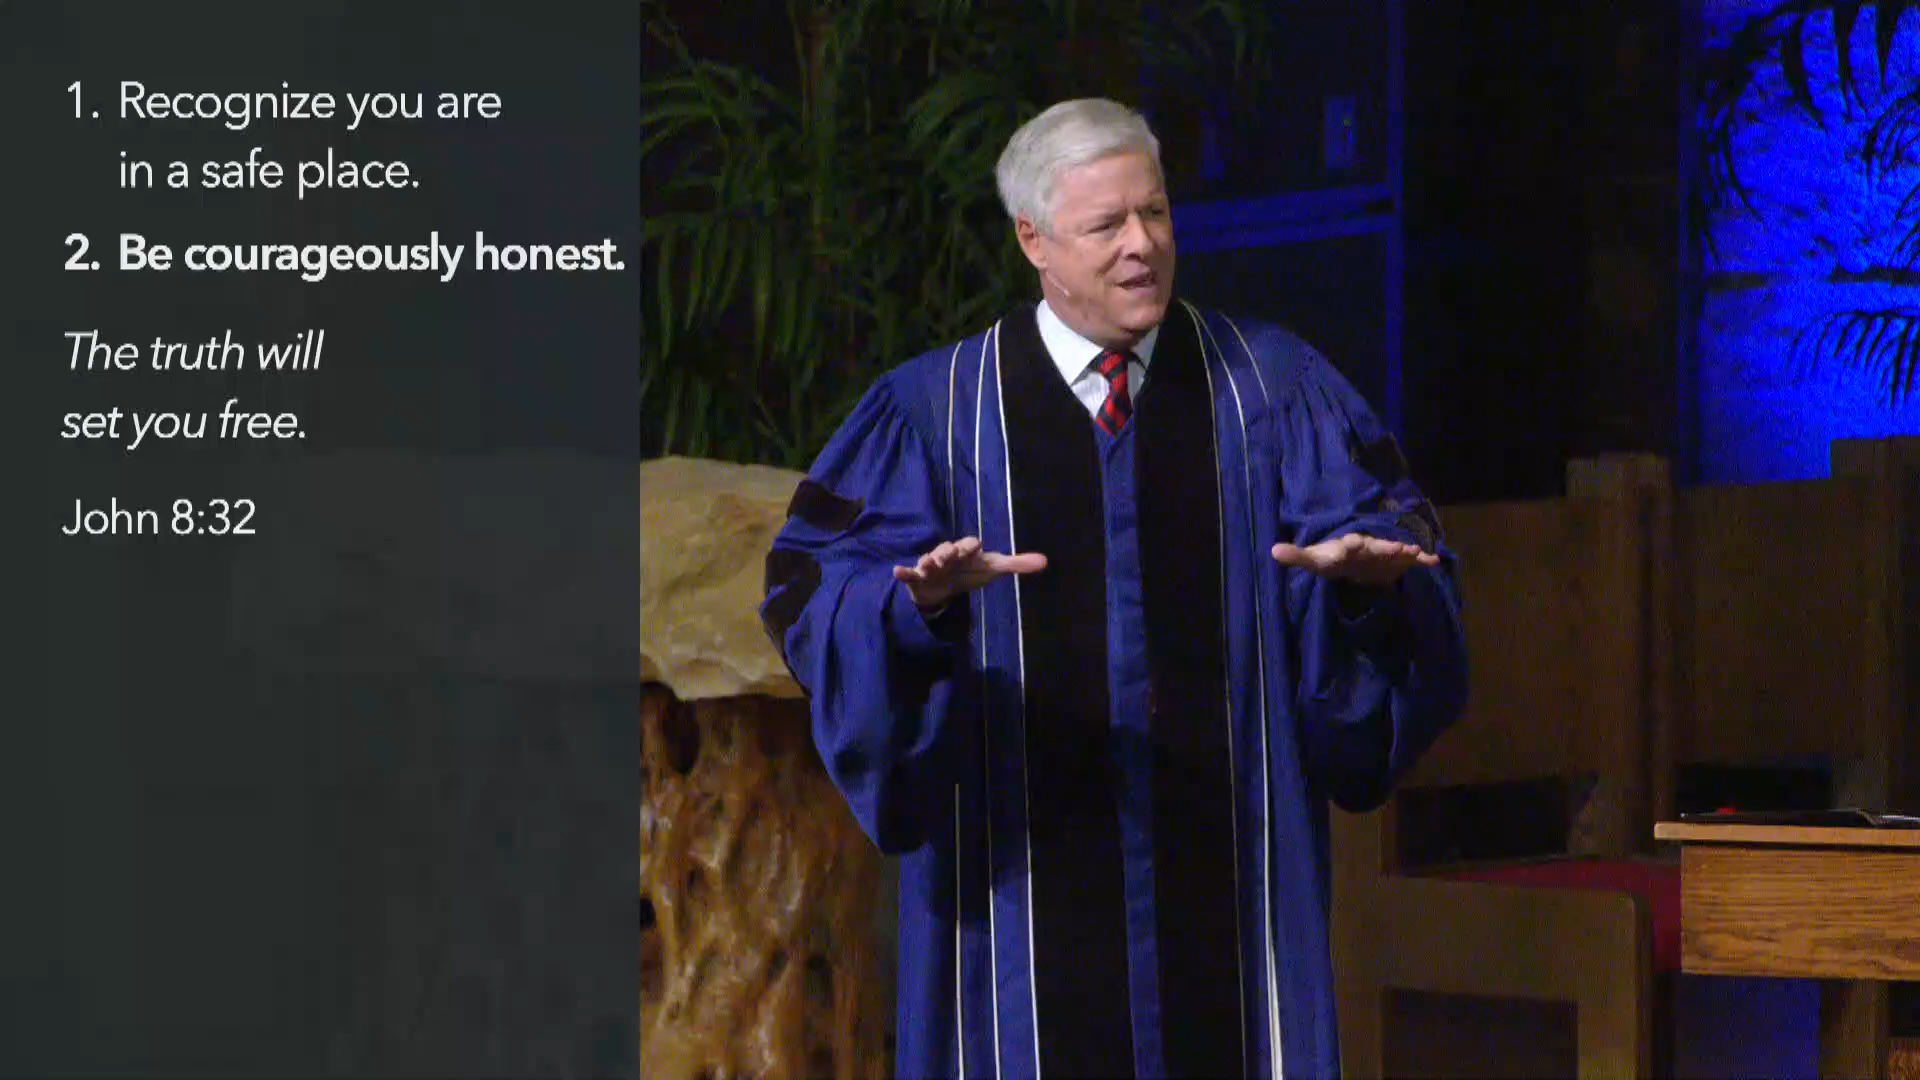 1. Recognize you are
in a safe place.
2. Be courageously honest.
The truth will
set you free.
John 8:32